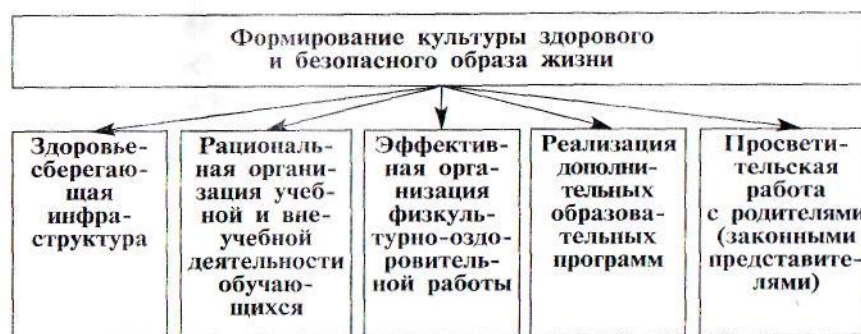 Формирование культуры здорового
и безопасного образа жизни
Здоровье-
сберегаю-
щая
инфра-
структура
Рациональ-
ная органи-
зация учеб-
ной и вне-
учебной
деятельности
обучаю-
щихся
Эффектив-
ная орга-
низация
физкуль-
турно-оздо-
ровитель-
ной работы
Реализация
дополни-
тельных
образова-
тельных
программ
Просвети-
тельская
работа
с родителями
(законными
представите-
лями)